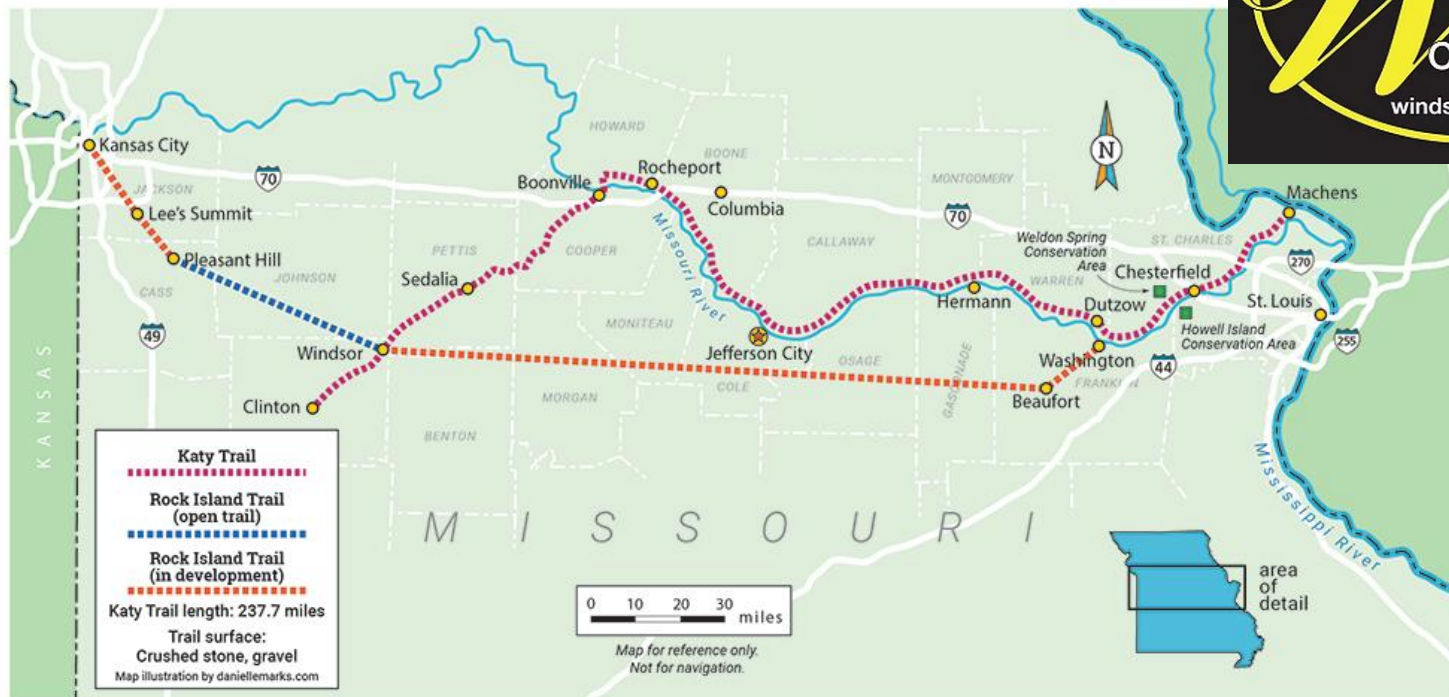 winds
HOWARD
BOONE
Kansas City
MONTGOMERY
N
70
Rocheport
JACKSON
Boonville
Machens
Columbia
70
Lee's Summit
Missouri River
Weldon Spring
Conservation
Area
ST. CHARLES
PETTIS
COOPER
CALLAWAY
270
Pleasant Hill
Chesterfield
JOHNSON
Sedalia
WARREN
CASS
Hermann
Dutzow
St. Louis
MONITEAU
Howell Island
Conservation Area
49
255
Windsor
Jefferson City
OSAGE
Washington
44
KANSAS
COLE
GASCONADE
FRANKLIN
MORGAN
Beaufort
Clinton
BENTON
Katy Trail
Rock Island Trail
(open trail)
Rock Island Trail
(in development)
Katy Trail length: 237.7 miles
Trail surface:
Crushed stone, gravel
Map illustration by daniellemarks.com
MISSOURI
Mississippi River
0 10 20 30
miles
Map for reference only.
Not for navigation.
area
of
detail